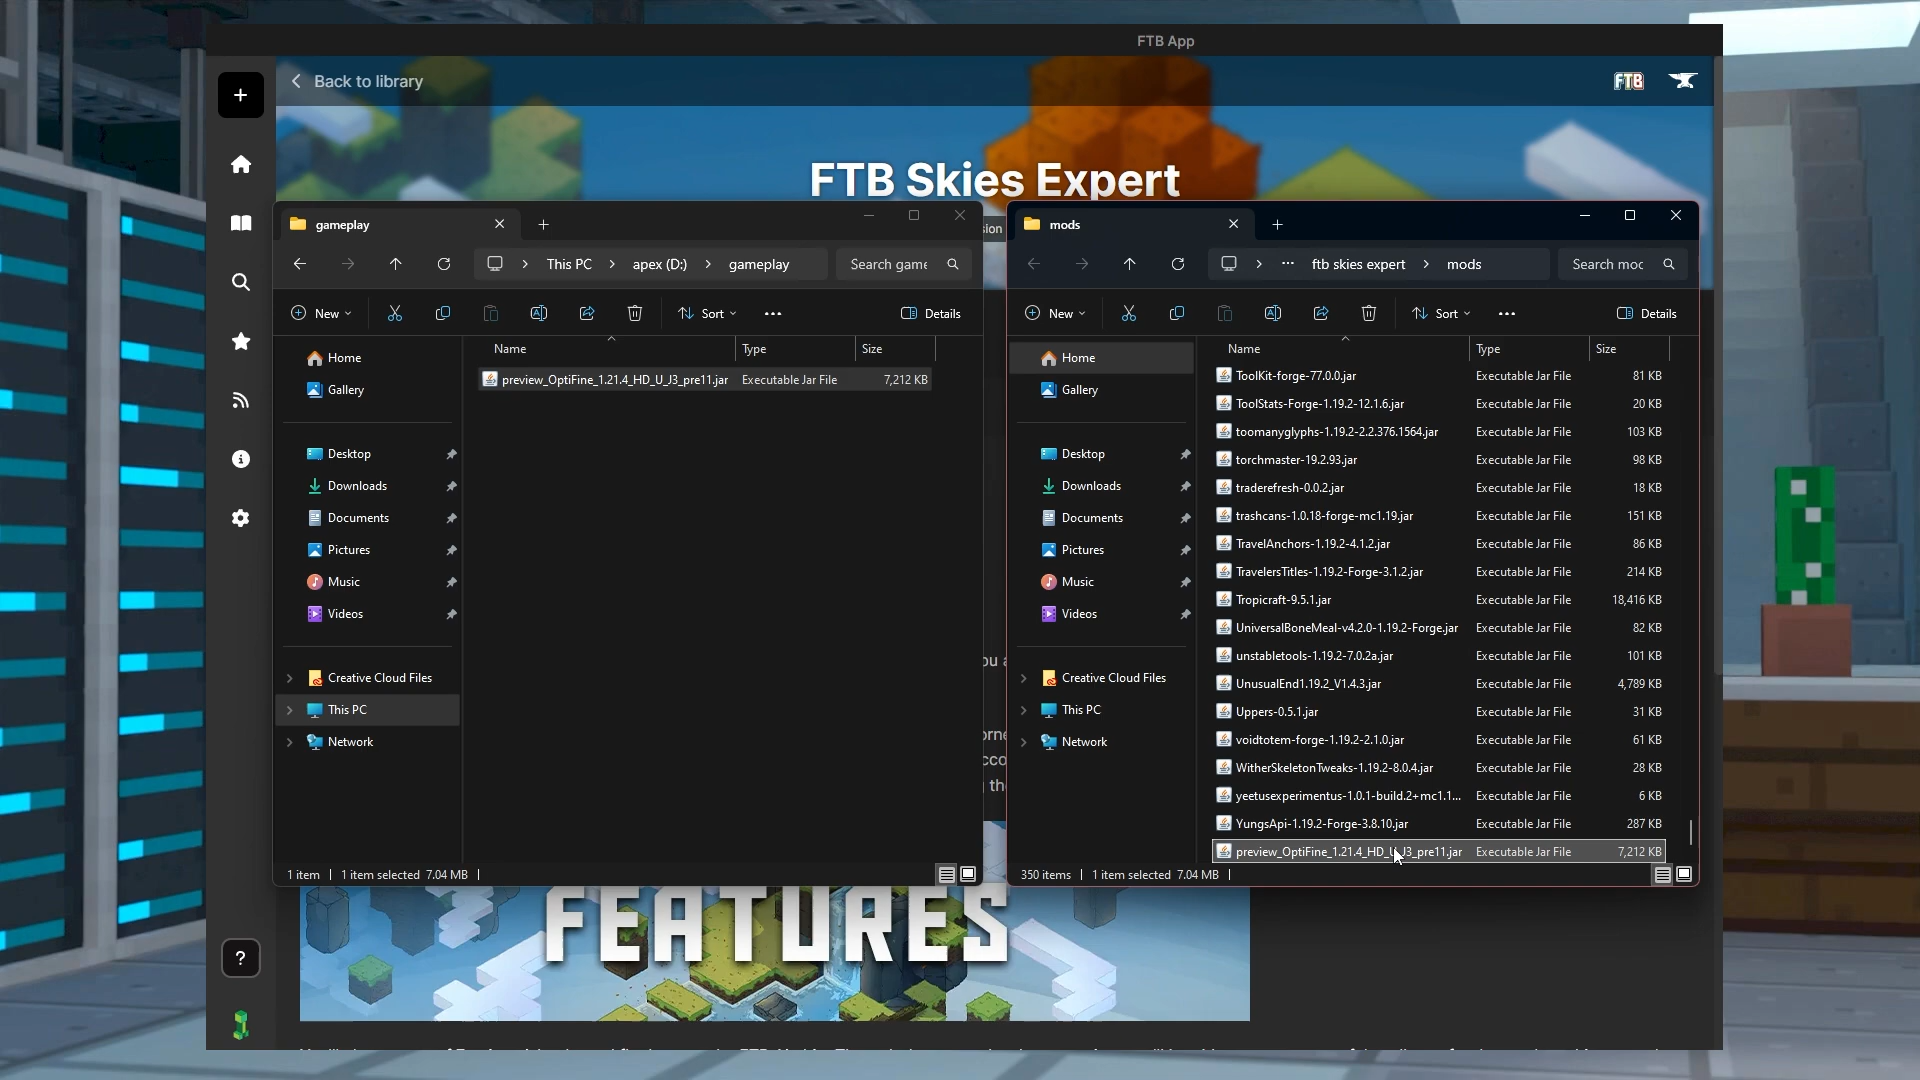 FTB App
Back to library
FTB
FTB Skies Expert
gameplay
This PC
apex (D:)
gameplay
Search game
New
Sort
Details
Name
Type
Size
Home
Gallery
Desktop
Downloads
Documents
Pictures
Music
Videos
Creative Cloud Files
This PC
Network
preview_OptiFine_1.21.4_HD_U_J3_pre11.jar Executable Jar File 7,212 KB
1 item 1 item selected 7.04 MB
sion
mods
ftb skies expert
mods
Search moc
New
Sort
Details
Name
Type
Size
Home
Gallery
Desktop
Downloads
Documents
Pictures
Music
Videos
Creative Cloud Files
This PC
Network
ToolKit-forge-77.0.0.jar Executable Jar File 81 KB
ToolStats-Forge-1.19.2-12.1.6.jar Executable Jar File 20 KB
toomanyglyphs-1.19.2-2.2.376.1564.jar Executable Jar File 103 KB
torchmaster-19.2.93.jar Executable Jar File 98 KB
traderefresh-0.0.2.jar Executable Jar File 18 KB
trashcans-1.0.18-forge-mc1.19.jar Executable Jar File 151 KB
TravelAnchors-1.19.2-4.1.2.jar Executable Jar File 86 KB
TravelersTitles-1.19.2-Forge-3.1.2.jar Executable Jar File 214 KB
Tropicraft-9.5.1.jar Executable Jar File 18,416 KB
UniversalBoneMeal-v4.2.0-1.19.2-Forge.jar Executable Jar File 82 KB
unstabletools-1.19.2-7.0.2a.jar Executable Jar File 101 KB
UnusualEnd1.19.2_V1.4.3.jar Executable Jar File 4,789 KB
Uppers-0.5.1.jar Executable Jar File 31 KB
voidtotem-forge-1.19.2-2.1.0.jar Executable Jar File 61 KB
WitherSkeletonTweaks-1.19.2-8.0.4.jar Executable Jar File 28 KB
yeetusexperimentus-1.0.1-build.2+mc1.1... Executable Jar File 6 KB
YungsApi-1.19.2-Forge-3.8.10.jar Executable Jar File 287 KB
preview_OptiFine_1.21.4_HD_U_J3_pre11.jar Executable Jar File 7,212 KB
350 items 1 item selected 7.04 MB
FEATURES